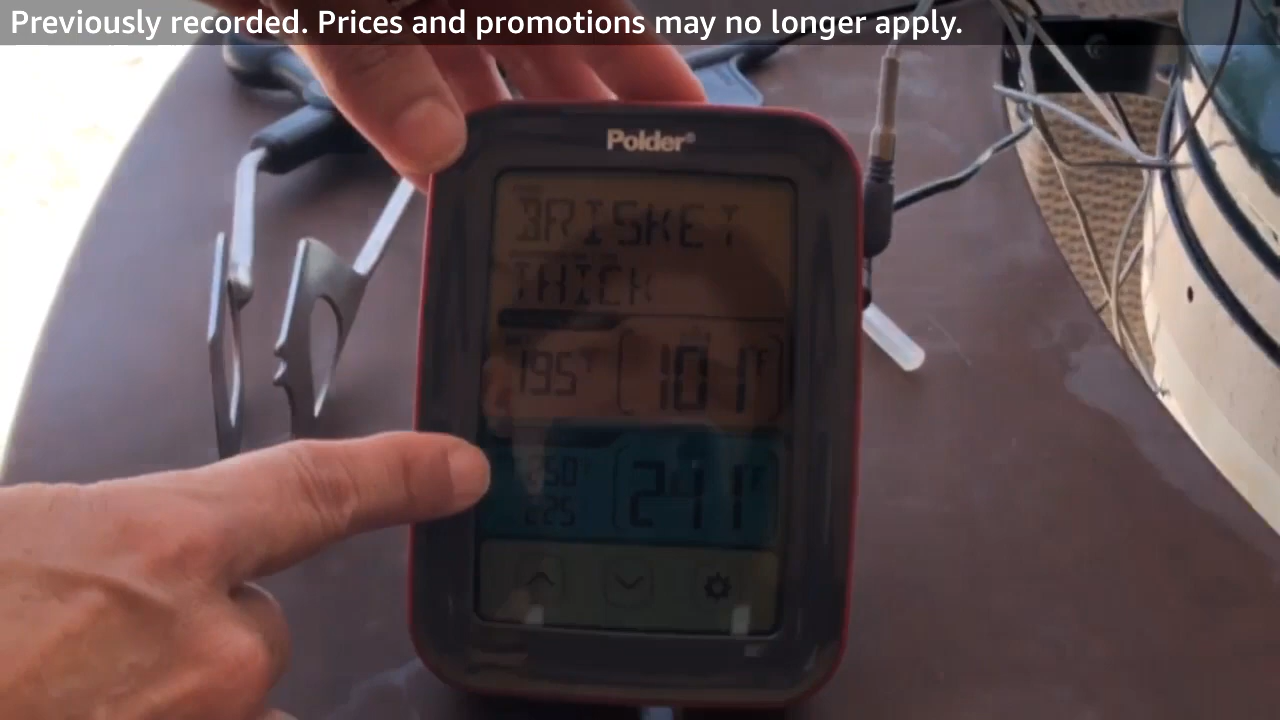 Previously recorded. Prices and promotions may no longer apply.
Polder®
BRISKET
THICK
195°F 101°F
250°F
225 241°F